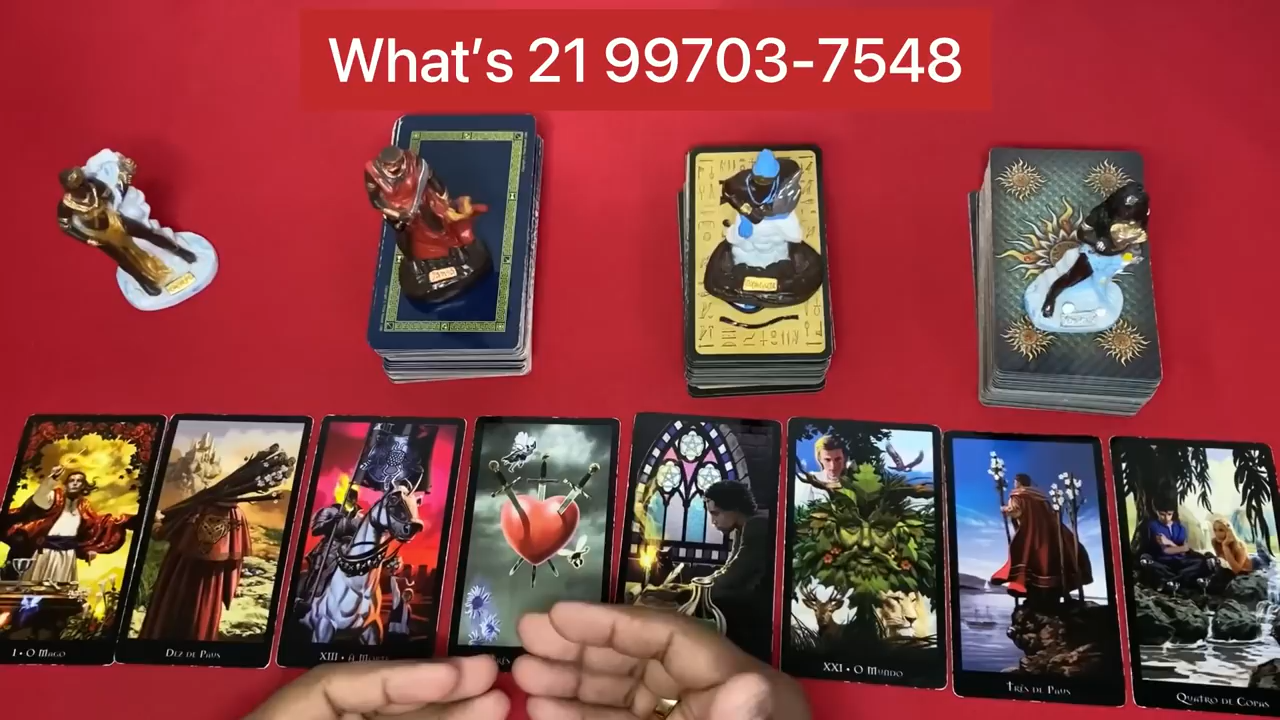 What's 21 99703-7548
I • O Mago
Dez de Paus
XIII • A Morte
XXI • O Mundo
Três de Paus
Quatro de Copas